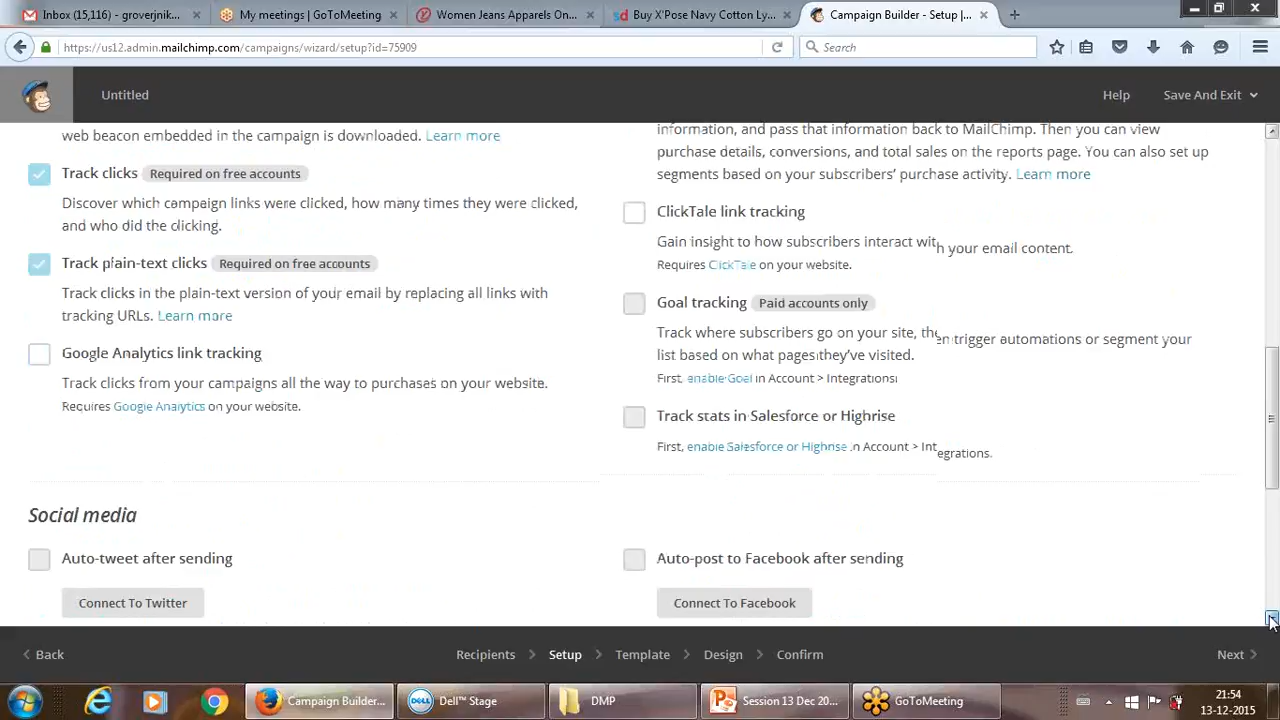 Inbox (15,116) - groverjnik...
My meetings | GoToMeeting
Women Jeans Apparels On...
Buy X'Pose Navy Cotton Ly...
Campaign Builder - Setup |...
https://us12.admin.mailchimp.com/campaigns/wizard/setup?id=75909
Search
Untitled
Help
Save And Exit
web beacon embedded in the campaign is downloaded. Learn more
Track clicks Required on free accounts
Discover which campaign links were clicked, how many times they were clicked,
and who did the clicking.
Track plain-text clicks Required on free accounts
Track clicks in the plain-text version of your email by replacing all links with
tracking URLs. Learn more
Google Analytics link tracking
Track clicks from your campaigns all the way to purchases on your website.
Requires Google Analytics on your website.
information, and pass that information back to MailChimp. Then you can view
purchase details, conversions, and total sales on the reports page. You can also set up
segments based on your subscribers' purchase activity. Learn more
ClickTale link tracking
Gain insight to how subscribers interact with your email content.
Requires ClickTale on your website.
Goal tracking Paid accounts only
Track where subscribers go on your site, then trigger automations or segment your
list based on what pages they've visited.
First, enable Goal in Account > Integrations.
Track stats in Salesforce or Highrise
First, enable Salesforce or Highrise in Account > Integrations.
Social media
Auto-tweet after sending
Connect To Twitter
Auto-post to Facebook after sending
Connect To Facebook
Back
Recipients
Setup
Template
Design
Confirm
Next
Campaign Builder...
Dell™ Stage
DMP
Session 13 Dec 20...
GoToMeeting
21:54
13-12-2015